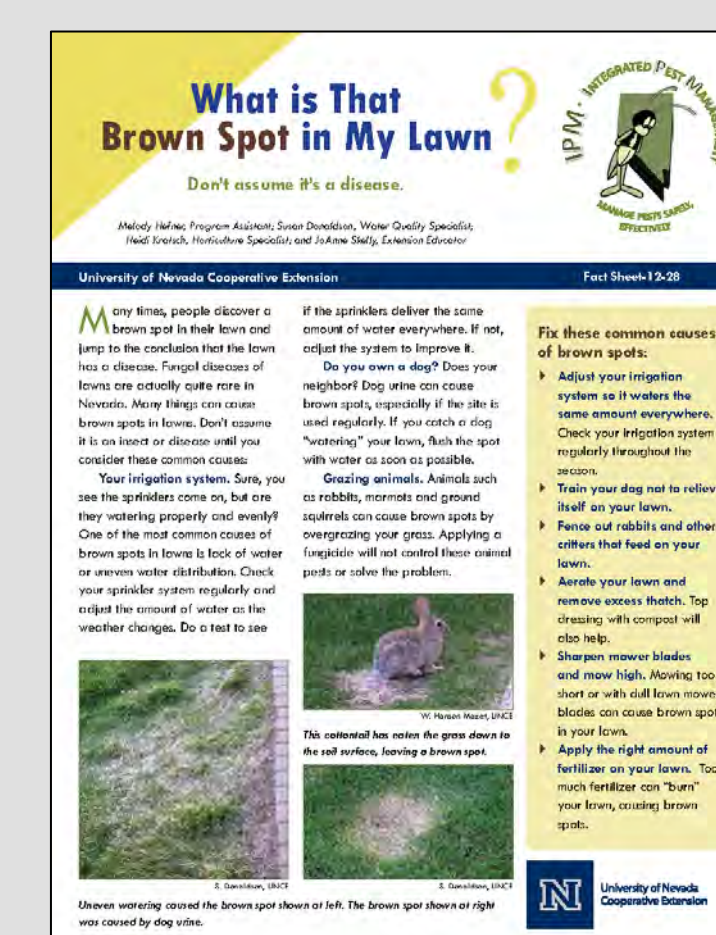 What is That
Brown Spot in My Lawn
?
Don't assume it's a disease.
Melody Hefner, Program Assistant; Susan Donaldson, Water Quality Specialist;
Heidi Kratsch, Horticulture Specialist; and JoAnne Skelly, Extension Educator
IPM · INTEGRATED PEST MANAGEMENT
MANAGE PESTS SAFELY,
EFFECTIVELY
University of Nevada Cooperative Extension
Fact Sheet-12-28
Many times, people discover a
brown spot in their lawn and
jump to the conclusion that the lawn
has a disease. Fungal diseases of
lawns are actually quite rare in
Nevada. Many things can cause
brown spots in lawns. Don't assume
it is an insect or disease until you
consider these common causes:
Your irrigation system. Sure, you
see the sprinklers come on, but are
they watering properly and evenly?
One of the most common causes of
brown spots in lawns is lack of water
or uneven water distribution. Check
your sprinkler system regularly and
adjust the amount of water as the
weather changes. Do a test to see
if the sprinklers deliver the same
amount of water everywhere. If not,
adjust the system to improve it.
Do you own a dog? Does your
neighbor? Dog urine can cause
brown spots, especially if the site is
used regularly. If you catch a dog
"watering" your lawn, flush the spot
with water as soon as possible.
Grazing animals. Animals such
as rabbits, marmots and ground
squirrels can cause brown spots by
overgrazing your grass. Applying a
fungicide will not control these animal
pests or solve the problem.
W. Hanson Mazet, UNCE
This cottontail has eaten the grass down to
the soil surface, leaving a brown spot.
S. Donaldson, UNCE
S. Donaldson, UNCE
Uneven watering caused the brown spot shown at left. The brown spot shown at right
was caused by dog urine.
Fix these common causes
of brown spots:
Adjust your irrigation
system so it waters the
same amount everywhere.
Check your irrigation system
regularly throughout the
season.
Train your dog not to reliev
itself on your lawn.
Fence out rabbits and other
critters that feed on your
lawn.
Aerate your lawn and
remove excess thatch. Top
dressing with compost will
also help.
Sharpen mower blades
and mow high. Mowing too
short or with dull lawn mowe
blades can cause brown spot
in your lawn.
Apply the right amount of
fertilizer on your lawn. Too
much fertilizer can "burn"
your lawn, causing brown
spots.
N
University of Nevada
Cooperative Extension